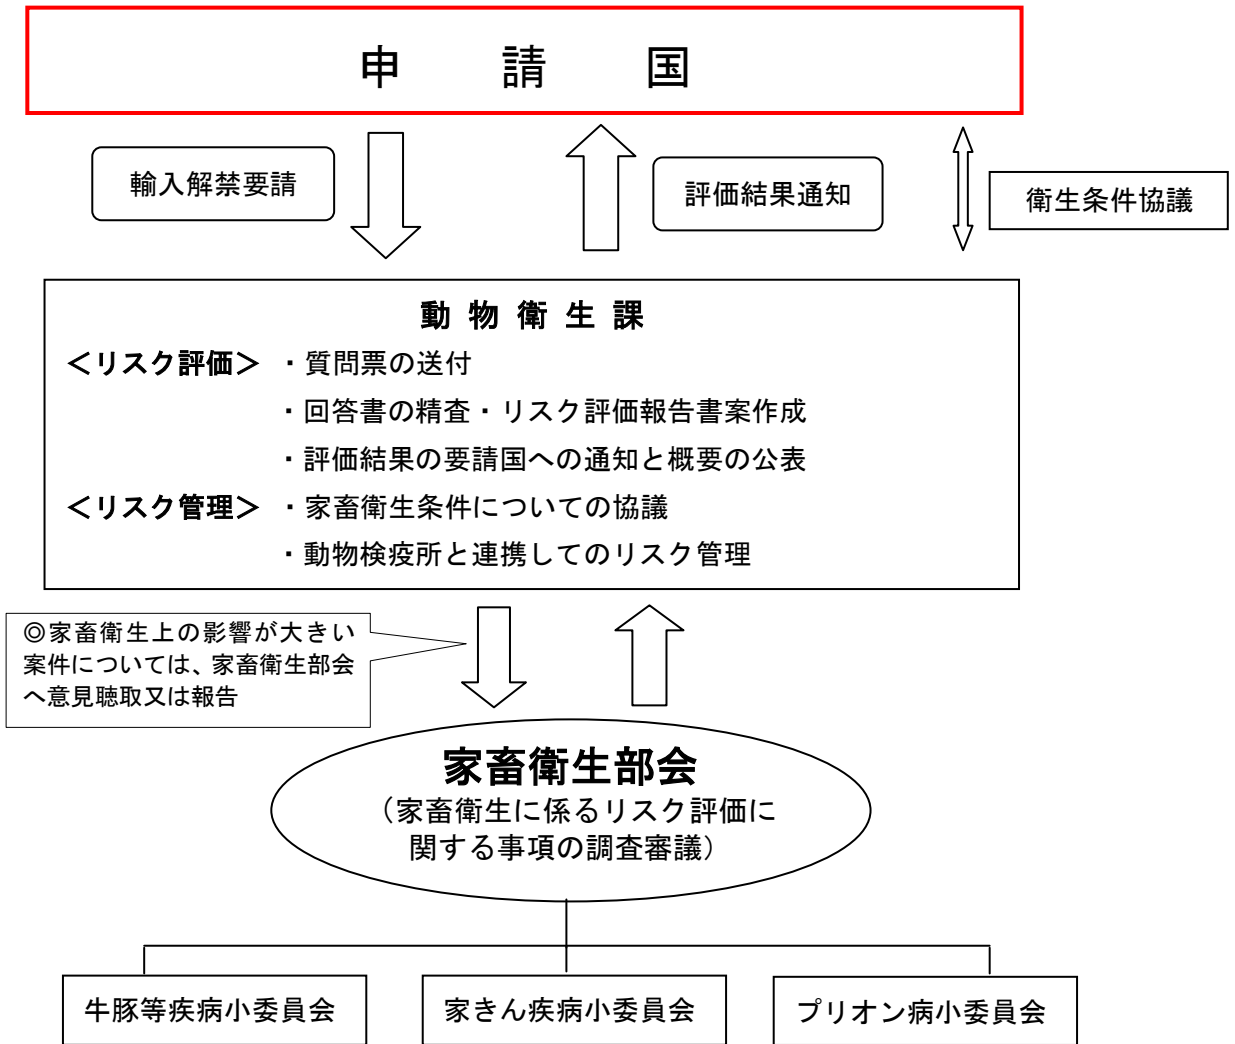 申請国
輸入解禁要請
評価結果通知
衛生条件協議
動物衛生課
＜リスク評価＞ ・質問票の送付
・回答書の精査・リスク評価報告書案作成
・評価結果の要請国への通知と概要の公表
＜リスク管理＞ ・家畜衛生条件についての協議
・動物検疫所と連携してのリスク管理
◎家畜衛生上の影響が大きい
案件については、家畜衛生部会
へ意見聴取又は報告
家畜衛生部会
（家畜衛生に係るリスク評価に
関する事項の調査審議）
牛豚等疾病小委員会
家きん疾病小委員会
プリオン病小委員会